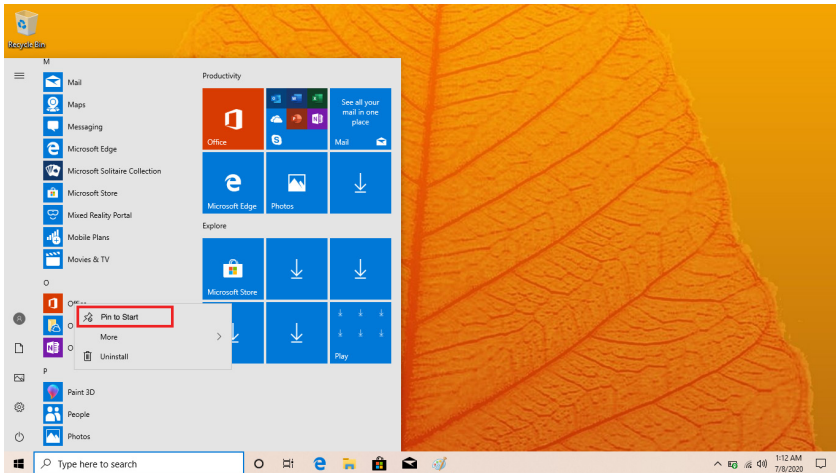 Recycle Bin
M
Mail
Maps
Messaging
Microsoft Edge
Microsoft Solitaire Collection
Microsoft Store
Mixed Reality Portal
Mobile Plans
Movies & TV
O
Pin to Start
More
Uninstall
P
Paint 3D
People
Photos
Productivity
Office
See all your
mail in one
place
Mail
Microsoft Edge
Photos
Explore
Microsoft Store
Play
Type here to search
1:12 AM
7/8/2020